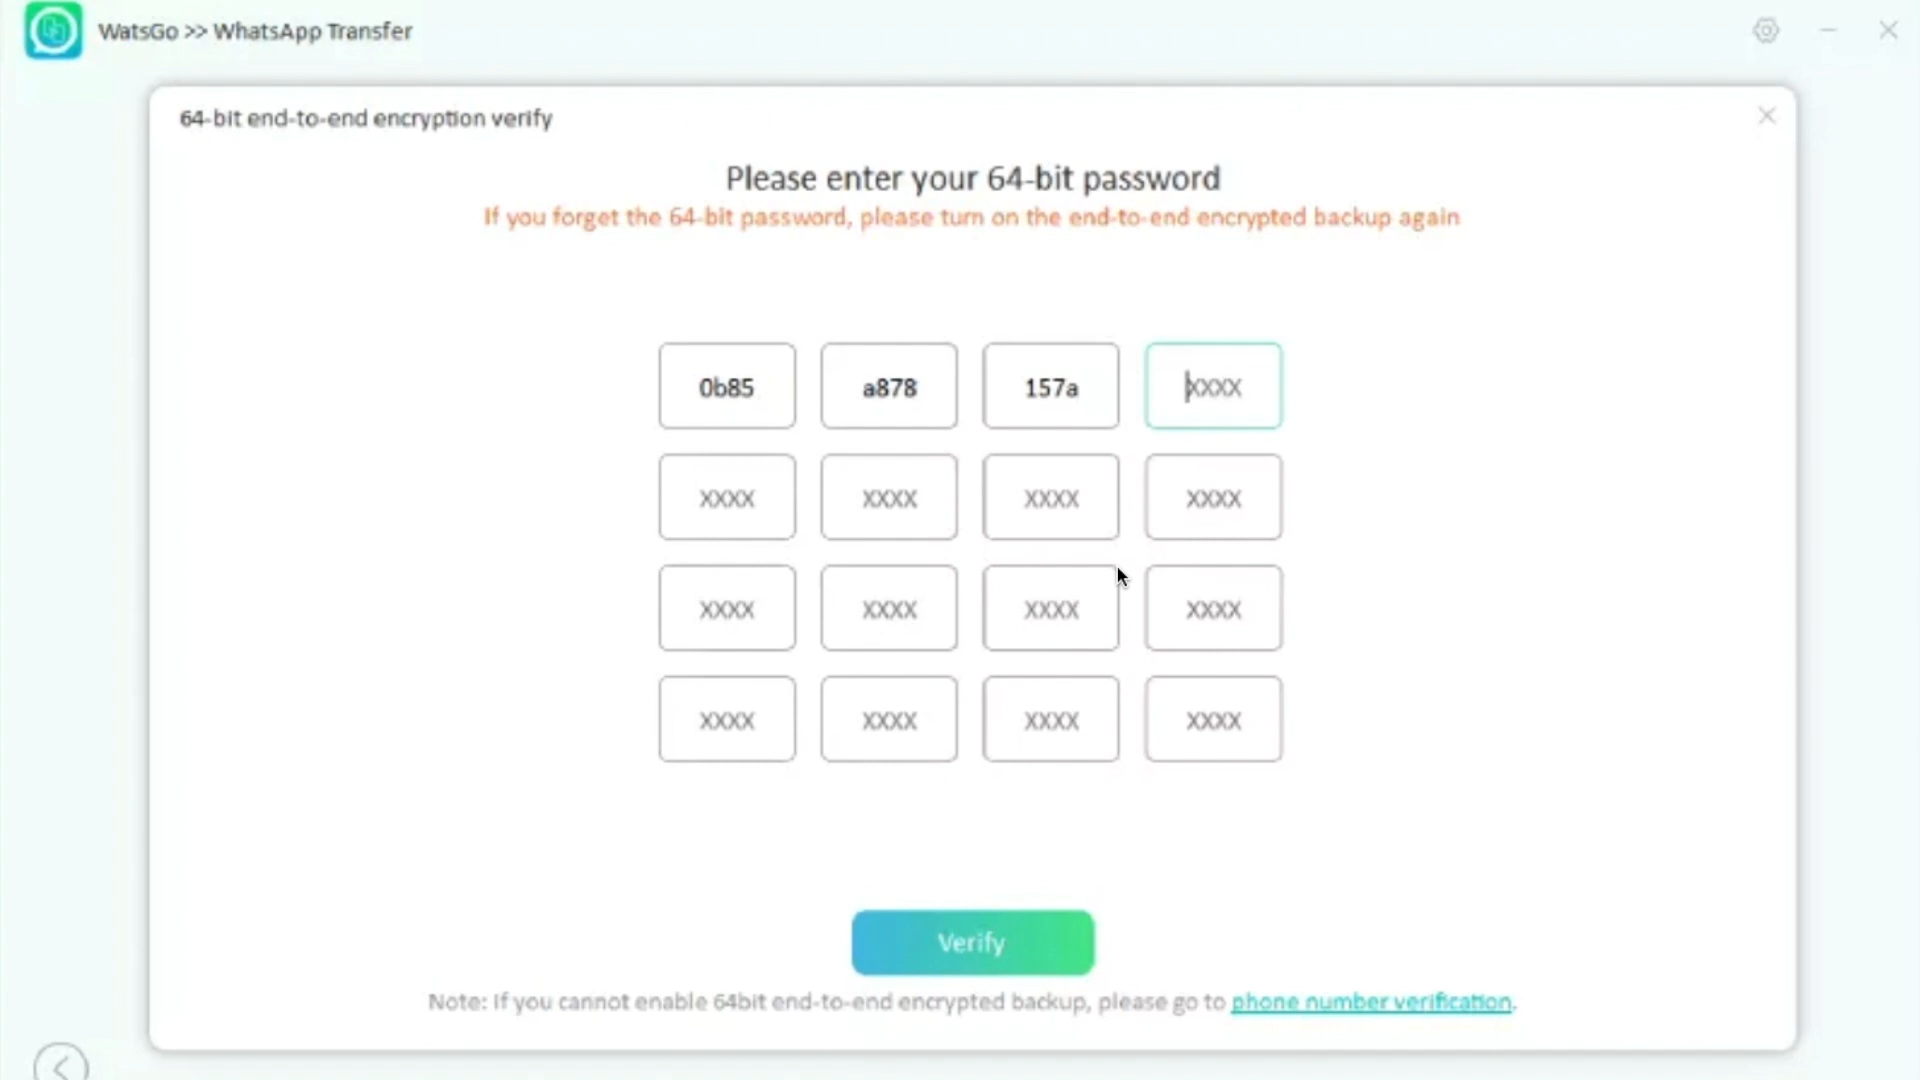 WatsGo >> WhatsApp Transfer
64-bit end-to-end encryption verify
Please enter your 64-bit password
If you forget the 64-bit password, please turn on the end-to-end encrypted backup again
0b85 a878 157a XXXX
XXXX XXXX XXXX XXXX
XXXX XXXX XXXX XXXX
XXXX XXXX XXXX XXXX
Verify
Note: If you cannot enable 64bit end-to-end encrypted backup, please go to phone number verification.